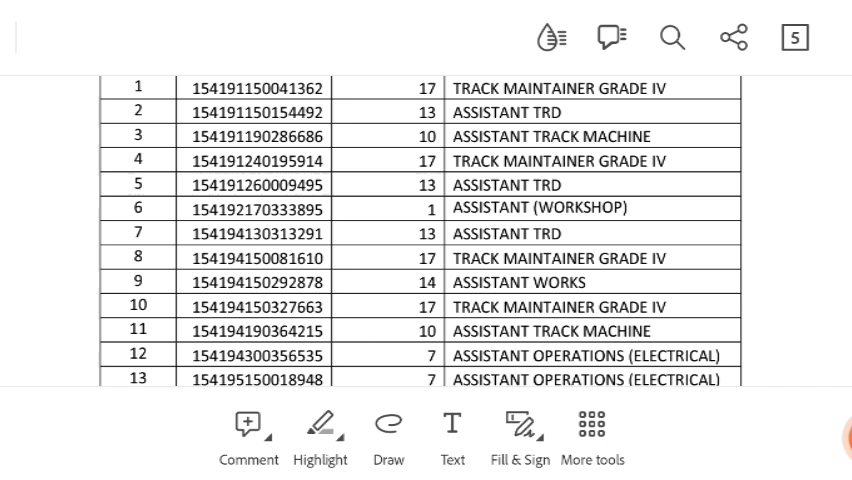 5
1 154191150041362 17 TRACK MAINTAINER GRADE IV
2 154191150154492 13 ASSISTANT TRD
3 154191190286686 10 ASSISTANT TRACK MACHINE
4 154191240195914 17 TRACK MAINTAINER GRADE IV
5 154191260009495 13 ASSISTANT TRD
6 154192170333895 1 ASSISTANT (WORKSHOP)
7 154194130313291 13 ASSISTANT TRD
8 154194150081610 17 TRACK MAINTAINER GRADE IV
9 154194150292878 14 ASSISTANT WORKS
10 154194150327663 17 TRACK MAINTAINER GRADE IV
11 154194190364215 10 ASSISTANT TRACK MACHINE
12 154194300356535 7 ASSISTANT OPERATIONS (ELECTRICAL)
13 154195150018948 7 ASSISTANT OPERATIONS (ELECTRICAL)
Comment Highlight Draw Text Fill & Sign More tools